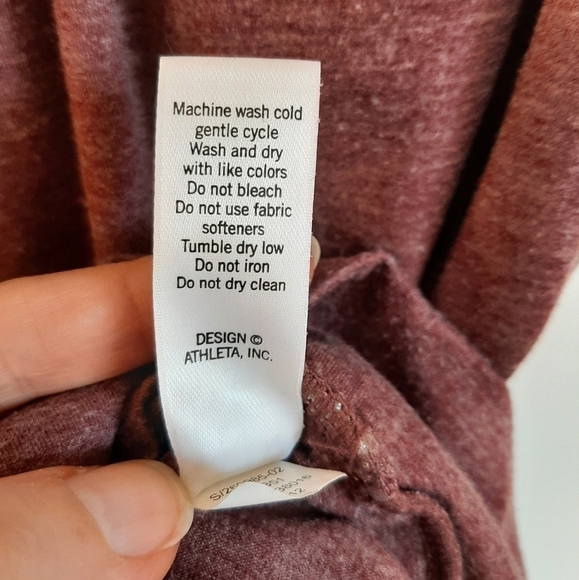 Machine wash cold
gentle cycle
Wash and dry
with like colors
Do not bleach
Do not use fabric
softeners
Tumble dry low
Do not iron
Do not dry clean
DESIGN ©
ATHLETA, INC.
12